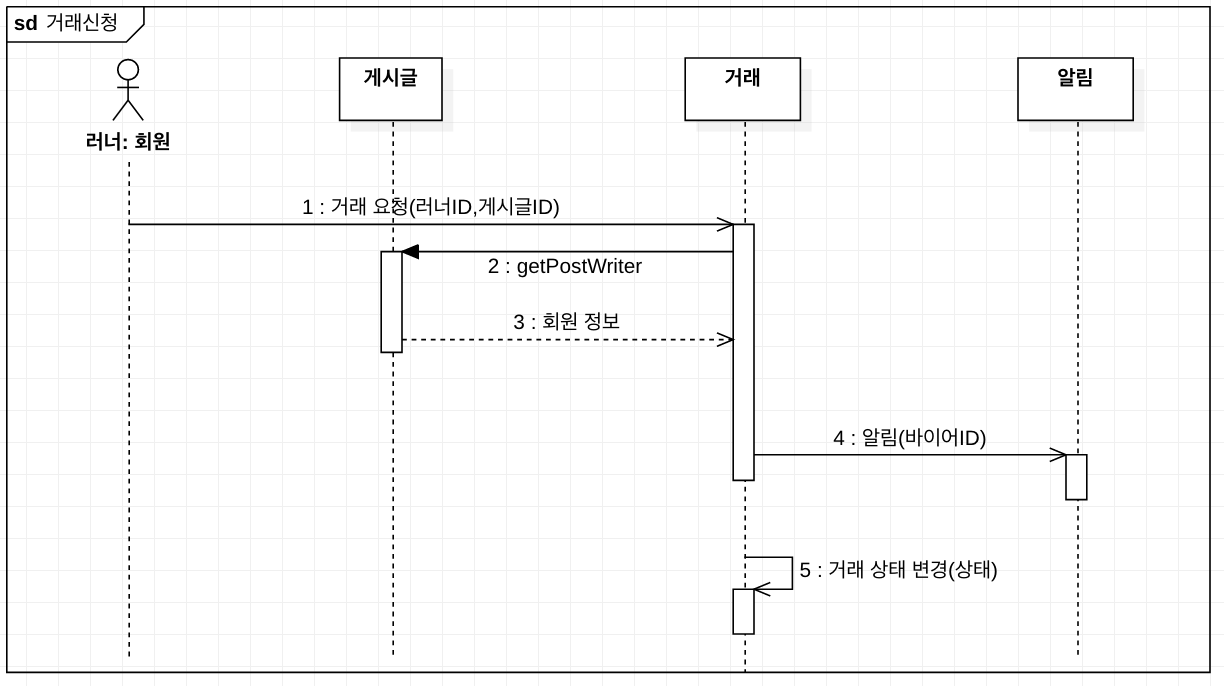 sd 거래신청
게시글
거래
알림
러너: 회원
1 : 거래 요청(러너ID,게시글ID)
2 : getPostWriter
3 : 회원 정보
4 : 알림(바이어ID)
5 : 거래 상태 변경(상태)